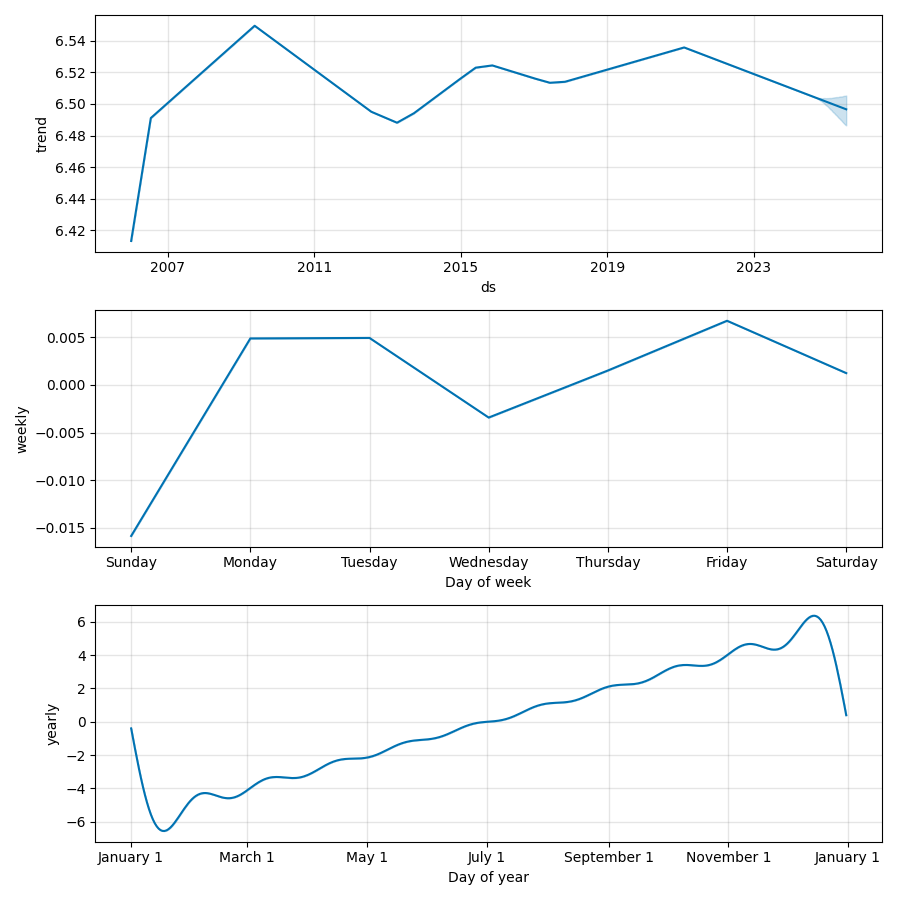 6.54
6.52
6.50
6.48
6.46
6.44
6.42
trend
2007 2011 2015 2019 2023
ds
0.005
0.000
−0.005
−0.010
−0.015
weekly
Sunday Monday Tuesday Wednesday Thursday Friday Saturday
Day of week
6
4
2
0
−2
−4
−6
yearly
January 1 March 1 May 1 July 1 September 1 November 1 January 1
Day of year